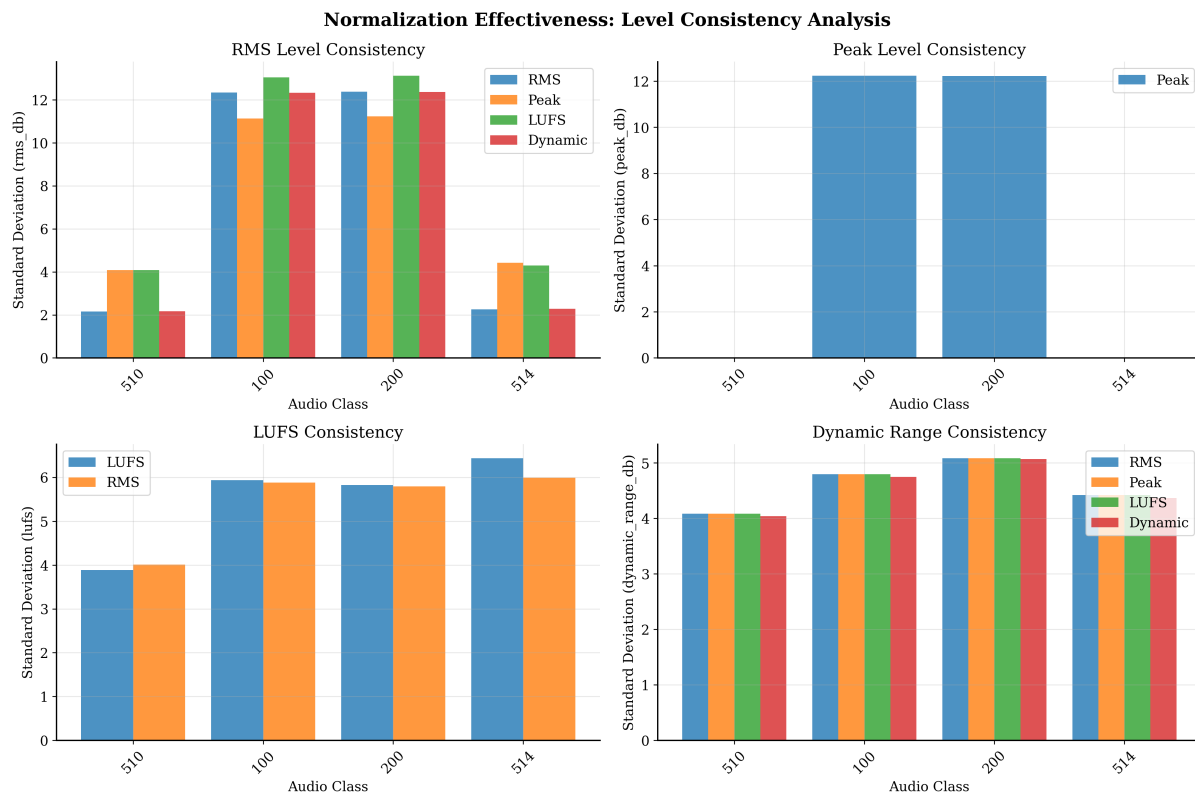 Normalization Effectiveness: Level Consistency Analysis
RMS Level Consistency
Standard Deviation (rms_db)
12
10
8
6
4
2
0
RMS
Peak
LUFS
Dynamic
510
100
200
514
Audio Class
Peak Level Consistency
Standard Deviation (peak_db)
12
10
8
6
4
2
0
Peak
510
100
200
514
Audio Class
LUFS Consistency
Standard Deviation (lufs)
6
5
4
3
2
1
0
LUFS
RMS
510
100
200
514
Audio Class
Dynamic Range Consistency
Standard Deviation (dynamic_range_db)
5
4
3
2
1
0
RMS
Peak
LUFS
Dynamic
510
100
200
514
Audio Class